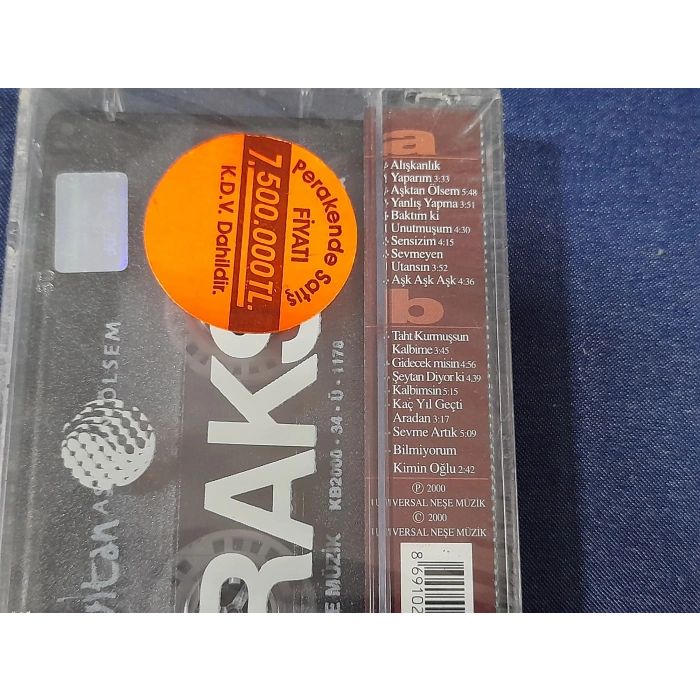 Perakende Satış
FİYATI
7.500.000TL.
K.D.V. Dahildir.
a
Alışkanlık
Yaparım 3:33
Aşktan Ölsem 5:48
Yanlış Yapma 3:51
Baktım ki
Unutmuşum 4:30
Sensizim 4:15
Sevmeyen
Utansın 3:52
Aşk Aşk Aşk 4:36
b
Taht Kurmuşsun
Kalbime 3:45
Gidecek misin 4:56
Şeytan Diyor ki 4.39
Kalbimsin 5:15
Kaç Yıl Geçti
Aradan 3:17
Sevme Artık 5:09
Bilmiyorum
Kimin Oğlu 2:42
Ⓟ 2000
UNIVERSAL NEŞE MÜZİK
© 2000
UNIVERSAL NEŞE MÜZİK
8 69102
RAKS
E MÜZİK KB2000 · 34 · Ü · 1178
OLSEM